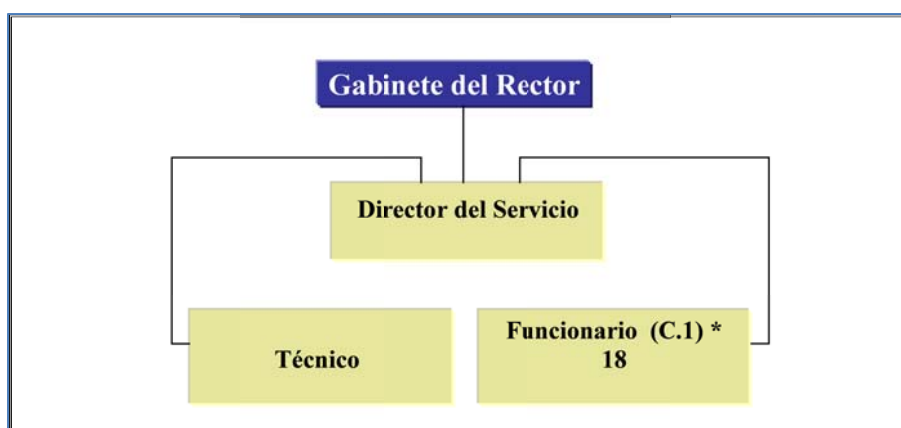 Gabinete del Rector
Director del Servicio
Técnico
Funcionario (C.1) *
18